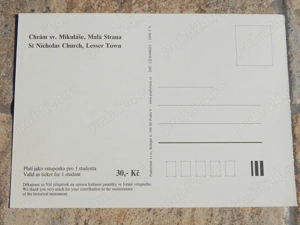 Chrám sv. Mikuláše, Malá Strana
St Nicholas Church, Lesser Town
Platí jako vstupenka pro 1 studenta
Valid as ticket for 1 student
30,- Kč
Děkujeme za Váš příspěvek na opravu kulturní památky ve formě vstupného.
We thank you very much for your contribution to the maintenance
of the historical monument.